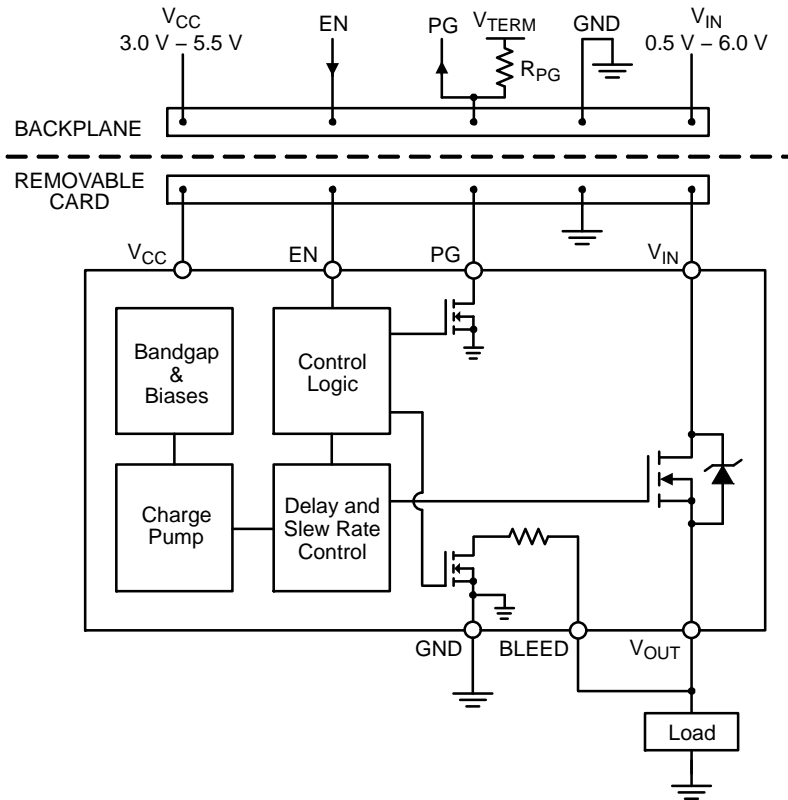 VCC
3.0 V – 5.5 V
EN
PG
VTERM
RPG
GND
VIN
0.5 V – 6.0 V
BACKPLANE
REMOVABLE
CARD
VCC
EN
PG
VIN
Bandgap
&
Biases
Control
Logic
Charge
Pump
Delay and
Slew Rate
Control
GND
BLEED
VOUT
Load